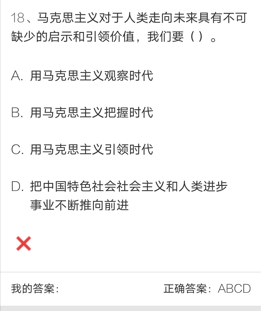 18、马克思主义对于人类走向未来具有不可
缺少的启示和引领价值，我们要（ ）。
A. 用马克思主义观察时代
B. 用马克思主义把握时代
C. 用马克思主义引领时代
D. 把中国特色社会社会主义和人类进步
事业不断推向前进
我的答案： 正确答案：ABCD